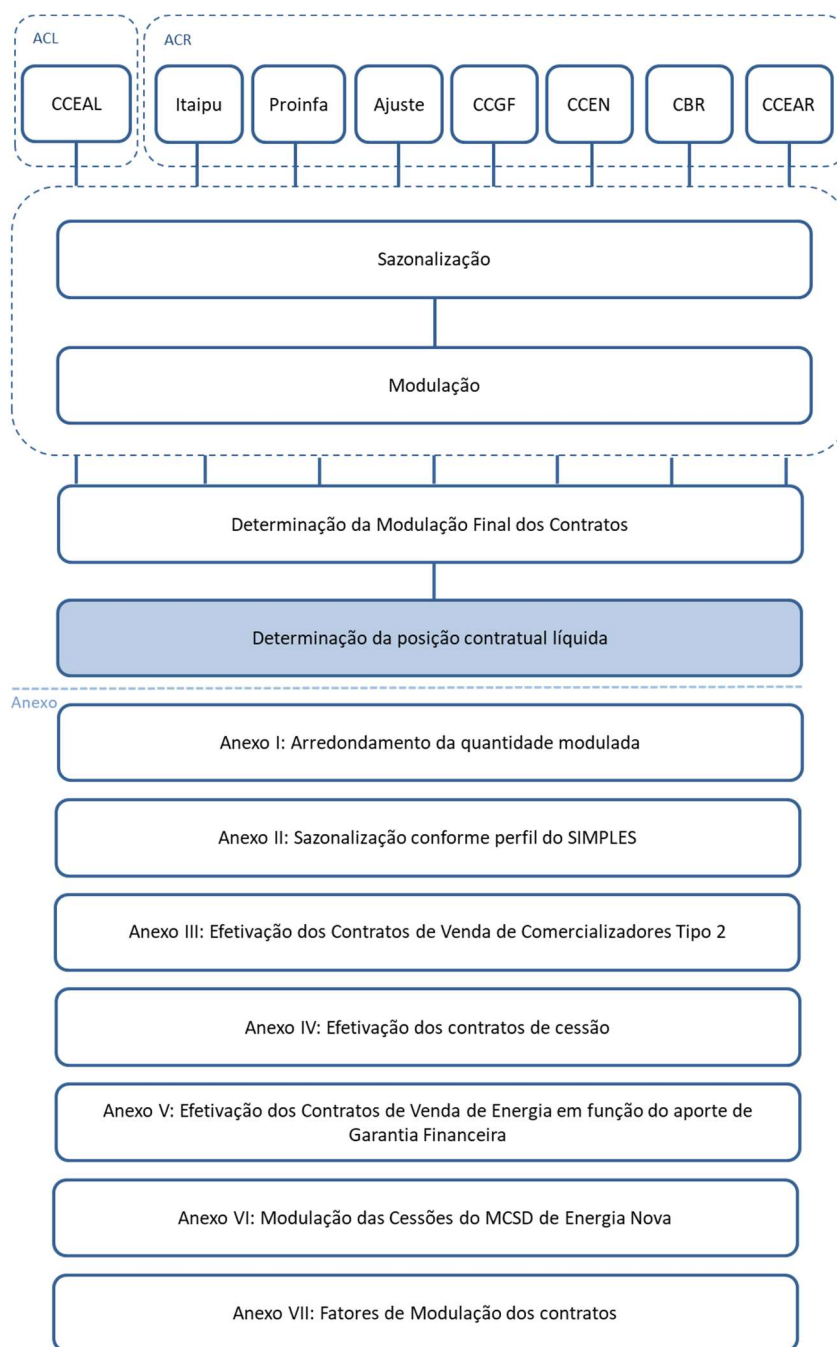 ACL
ACR
CCEAL
Itaipu
Proinfa
Ajuste
CCGF
CCEN
CBR
CCEAR
Sazonalização
Modulação
Determinação da Modulação Final dos Contratos
Determinação da posição contratual líquida
Anexo
Anexo I: Arredondamento da quantidade modulada
Anexo II: Sazonalização conforme perfil do SIMPLES
Anexo III: Efetivação dos Contratos de Venda de Comercializadores Tipo 2
Anexo IV: Efetivação dos contratos de cessão
Anexo V: Efetivação dos Contratos de Venda de Energia em função do aporte de
Garantia Financeira
Anexo VI: Modulação das Cessões do MCSD de Energia Nova
Anexo VII: Fatores de Modulação dos contratos